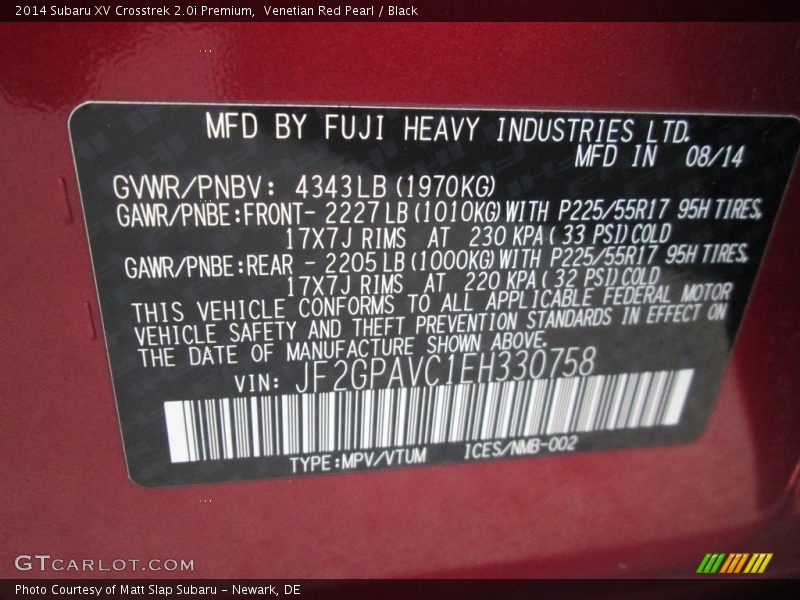 2014 Subaru XV Crosstrek 2.0i Premium,  Venetian Red Pearl / Black
MFD BY FUJI HEAVY INDUSTRIES LTD.
MFD IN 08/14
GVWR/PNBV: 4343LB (1970KG)
GAWR/PNBE:FRONT- 2227 LB (1010KG) WITH P225/55R17 95H TIRES,
17X7J RIMS AT 230 KPA ( 33 PSI) COLD
GAWR/PNBE:REAR - 2205 LB (1000KG) WITH P225/55R17 95H TIRES,
17X7J RIMS AT 220 KPA ( 32 PSI) COLD
THIS VEHICLE CONFORMS TO ALL APPLICABLE FEDERAL MOTOR
VEHICLE SAFETY AND THEFT PREVENTION STANDARDS IN EFFECT ON
THE DATE OF MANUFACTURE SHOWN ABOVE.
VIN: JF2GPAVC1EH330758
TYPE:MPV/VTUM ICES/NMB-002
GTCARLOT.COM
Photo Courtesy of Matt Slap Subaru - Newark, DE